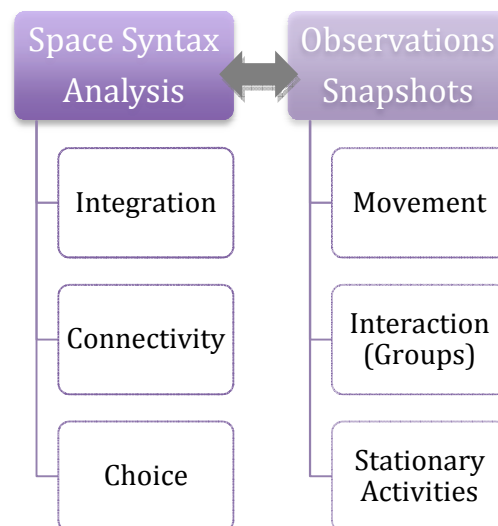 Space Syntax
Analysis
Integration
Connectivity
Choice
Observations
Snapshots
Movement
Interaction
(Groups)
Stationary
Activities